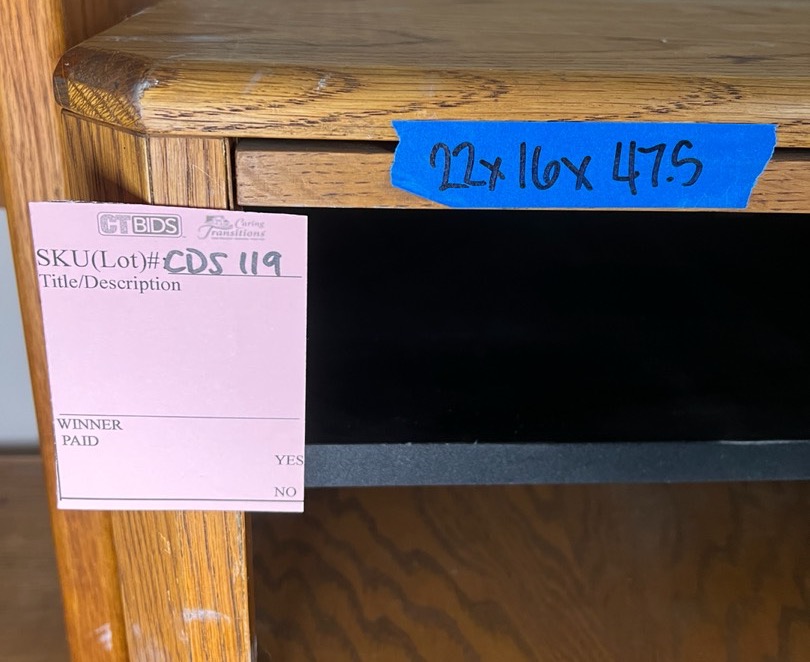 22x16x47.5
CTBIDS
Caring
Transitions
SKU(Lot)#:CDS 119
Title/Description
WINNER
PAID
YES
NO